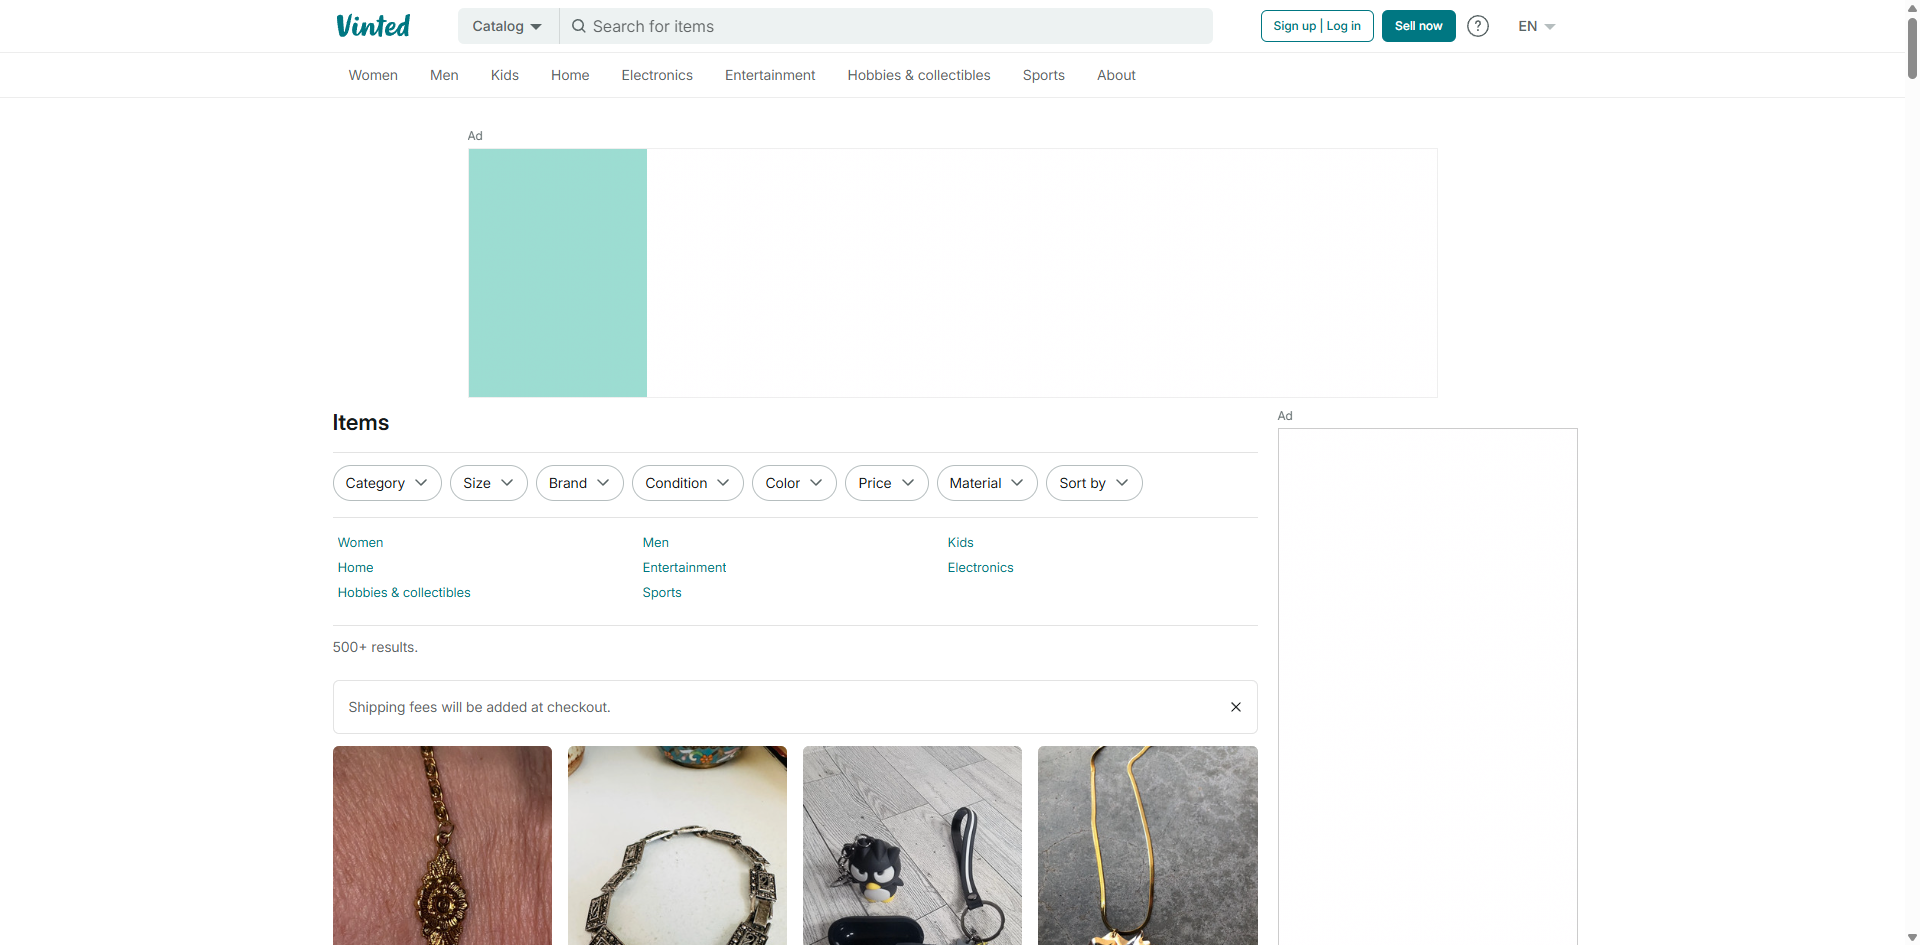 Vinted
Catalog
Search for items
Sign up | Log in
Sell now
?
EN
Women
Men
Kids
Home
Electronics
Entertainment
Hobbies & collectibles
Sports
About
Ad
Items
Ad
Category
Size
Brand
Condition
Color
Price
Material
Sort by
Women
Men
Kids
Home
Entertainment
Electronics
Hobbies & collectibles
Sports
500+ results.
Shipping fees will be added at checkout.